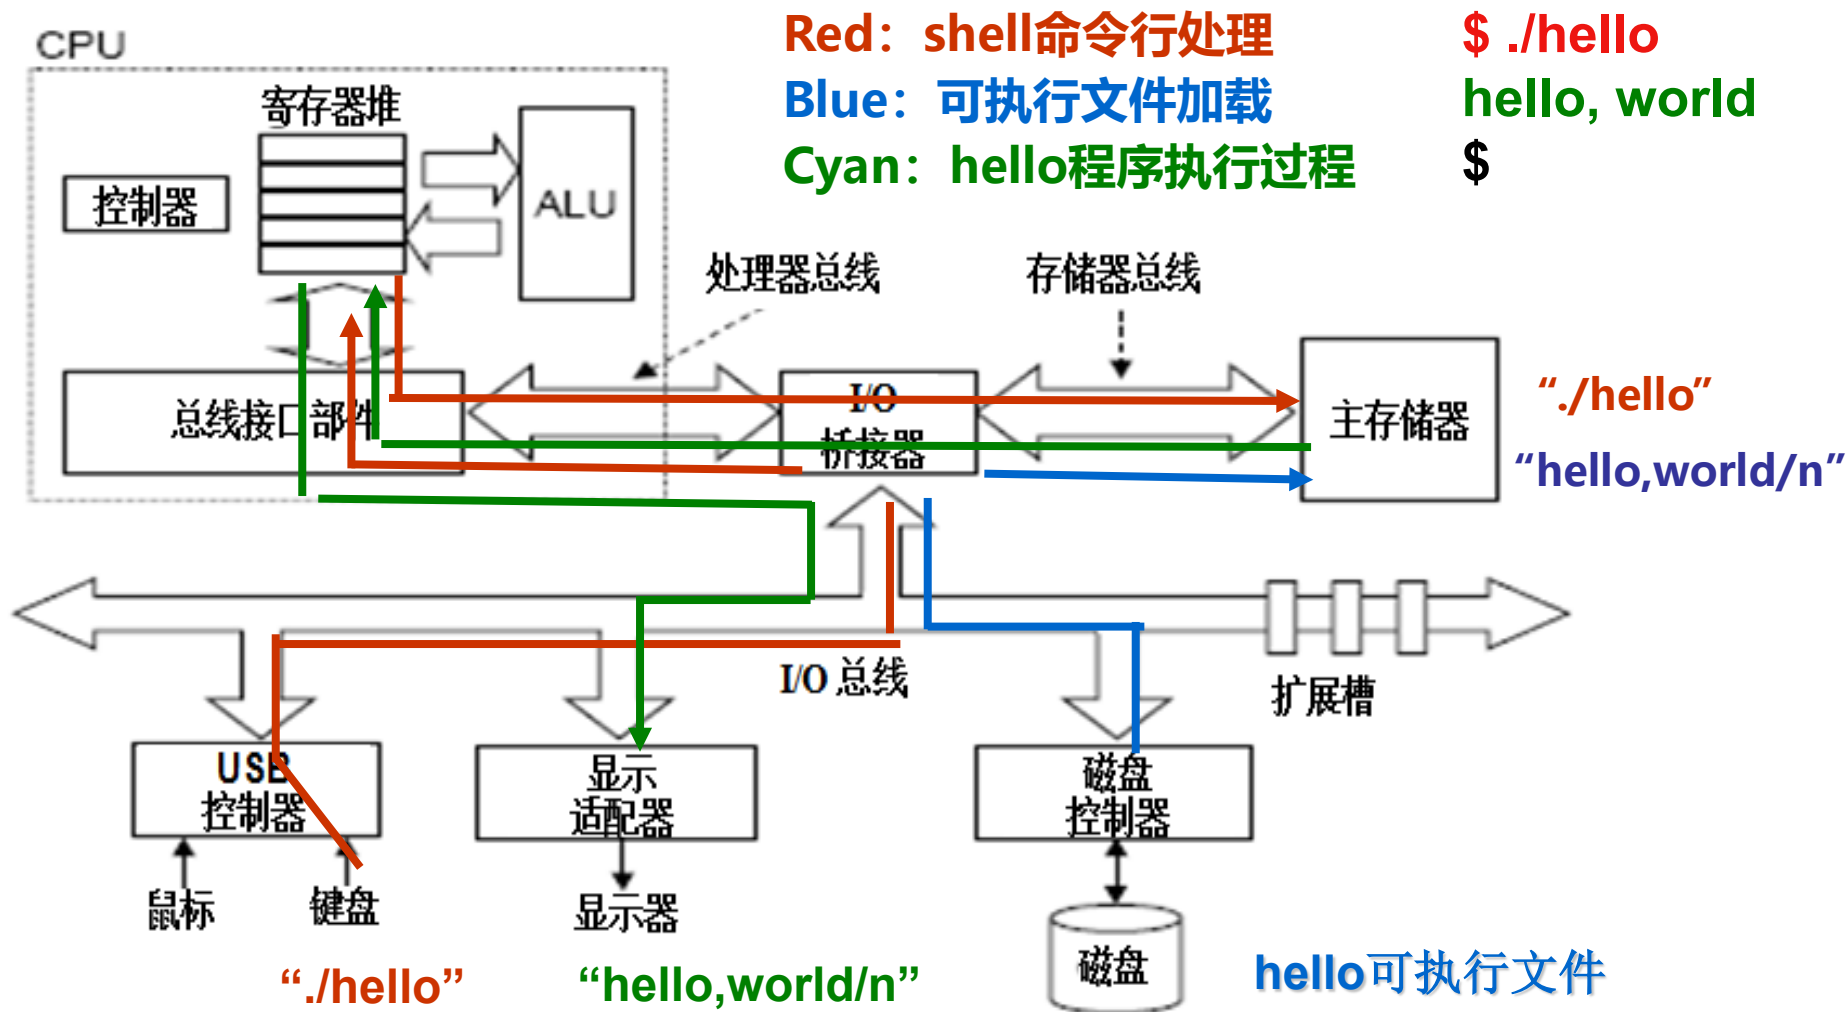 CPU
Red：shell命令行处理
$ ./hello
Blue：可执行文件加载
hello, world
Cyan：hello程序执行过程
$
寄存器堆
控制器
ALU
处理器总线
存储器总线
总线接口部件
I/O
桥接器
主存储器
“./hello”
“hello,world/n”
I/O 总线
扩展槽
USB
控制器
显示
适配器
磁盘
控制器
鼠标
键盘
显示器
磁盘
“./hello”
“hello,world/n”
hello可执行文件